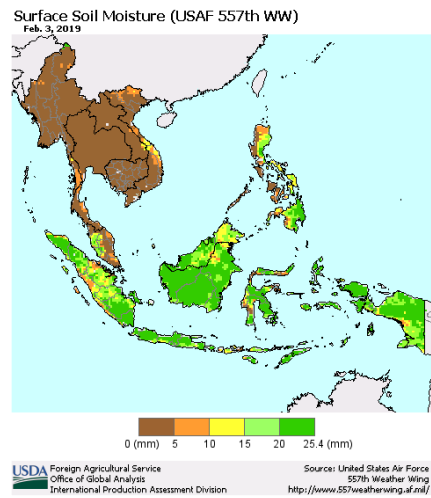 Surface Soil Moisture (USAF 557th WW)
Feb. 3, 2019
0 (mm) 5 10 15 20 25.4 (mm)
USDA
Foreign Agricultural Service
Office of Global Analysis
International Production Assessment Division
Source: United States Air Force
557th Weather Wing
http://www.557weatherwing.af.mil/